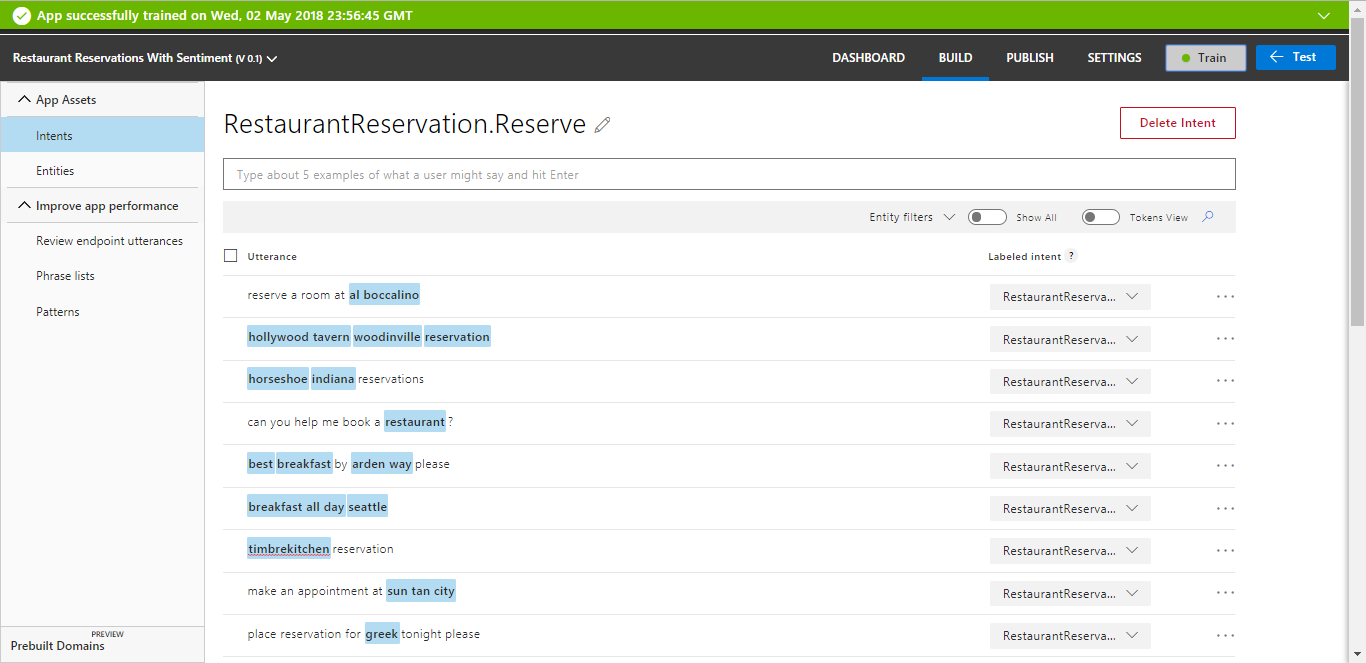 App successfully trained on Wed, 02 May 2018 23:56:45 GMT
Restaurant Reservations With Sentiment (V 0.1) DASHBOARD BUILD PUBLISH SETTINGS Train Test
App Assets
Intents
Entities
Improve app performance
Review endpoint utterances
Phrase lists
Patterns
PREVIEW
Prebuilt Domains
RestaurantReservation.Reserve Delete Intent
Type about 5 examples of what a user might say and hit Enter
Entity filters Show All Tokens View
Utterance Labeled intent ?
reserve a room at al boccalino RestaurantReserva... ...
hollywood tavern woodinville reservation RestaurantReserva... ...
horseshoe indiana reservations RestaurantReserva... ...
can you help me book a restaurant ? RestaurantReserva... ...
best breakfast by arden way please RestaurantReserva... ...
breakfast all day seattle RestaurantReserva... ...
timbrekitchen reservation RestaurantReserva... ...
make an appointment at sun tan city RestaurantReserva... ...
place reservation for greek tonight please RestaurantReserva... ...